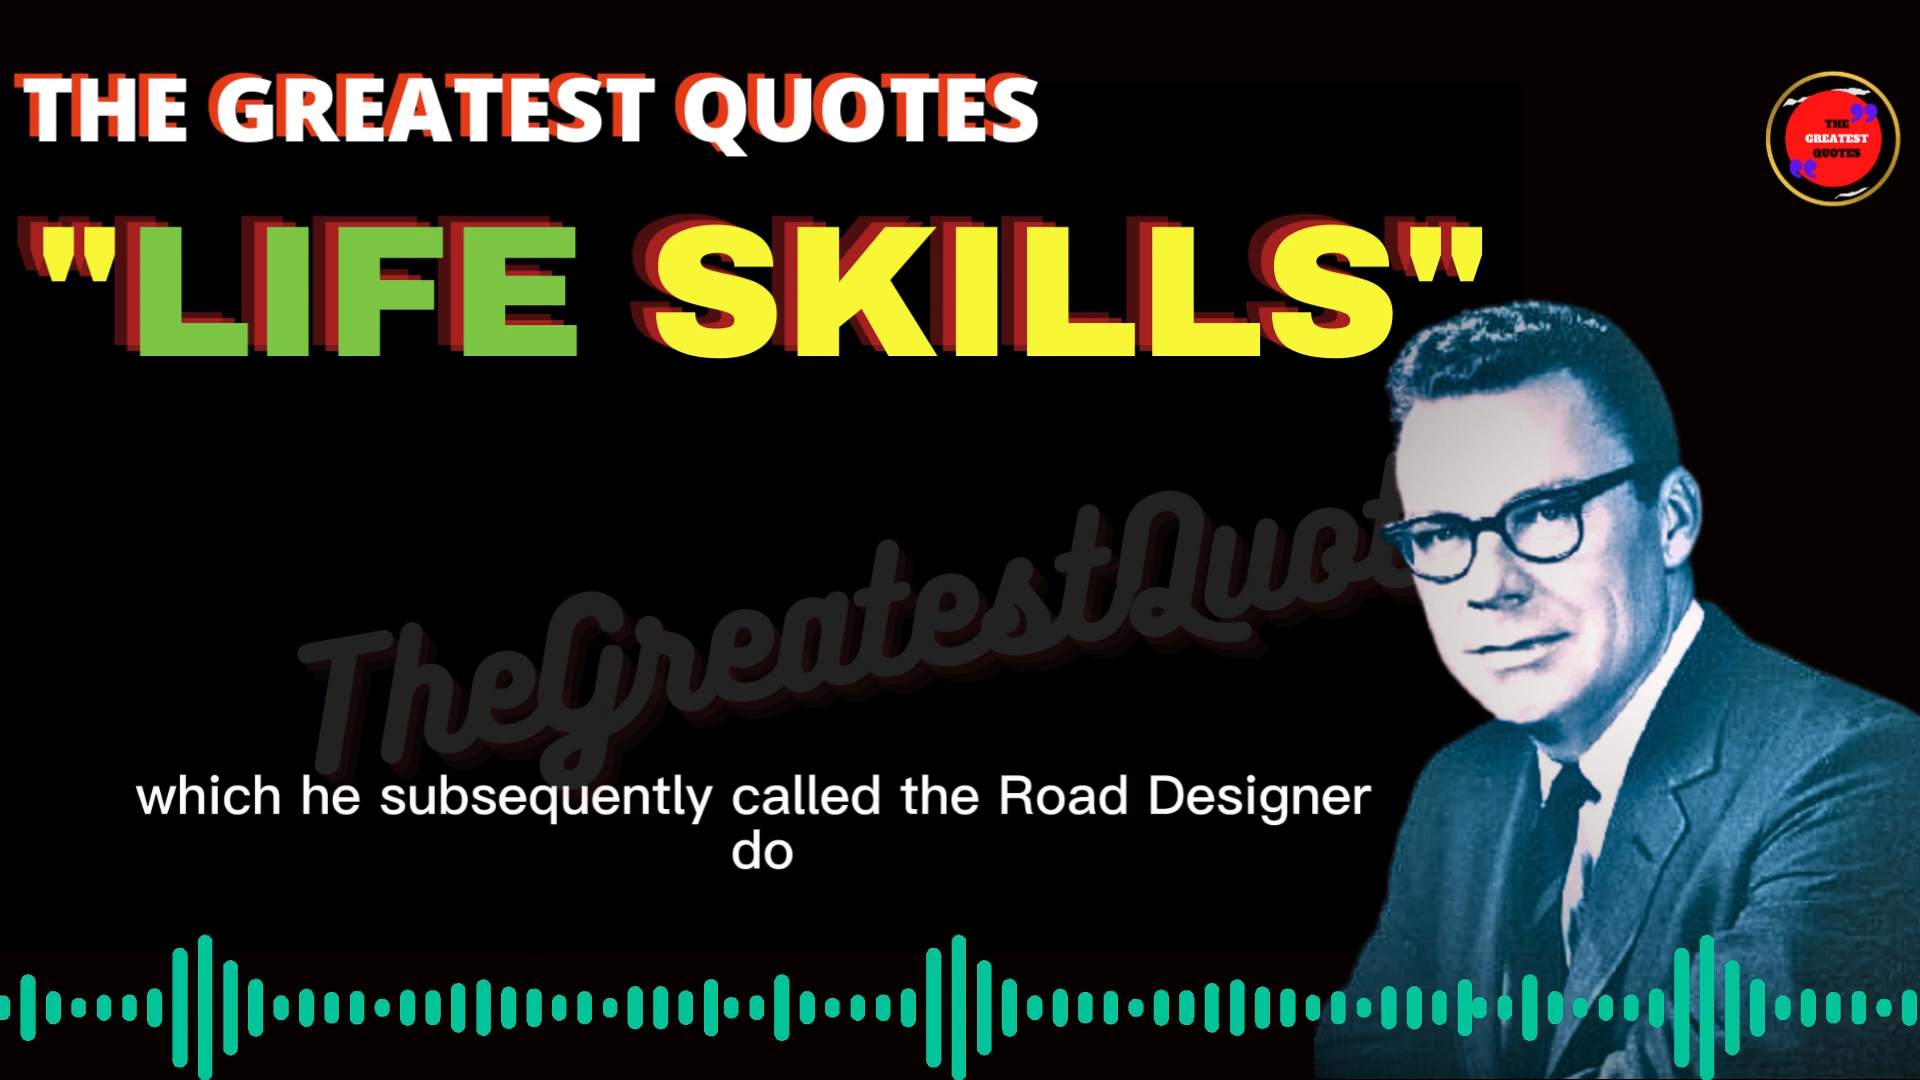 THE GREATEST QUOTES
"LIFE SKILLS"
THE
GREATEST
QUOTES
TheGreatestQuot
which he subsequently called the Road Designer
do